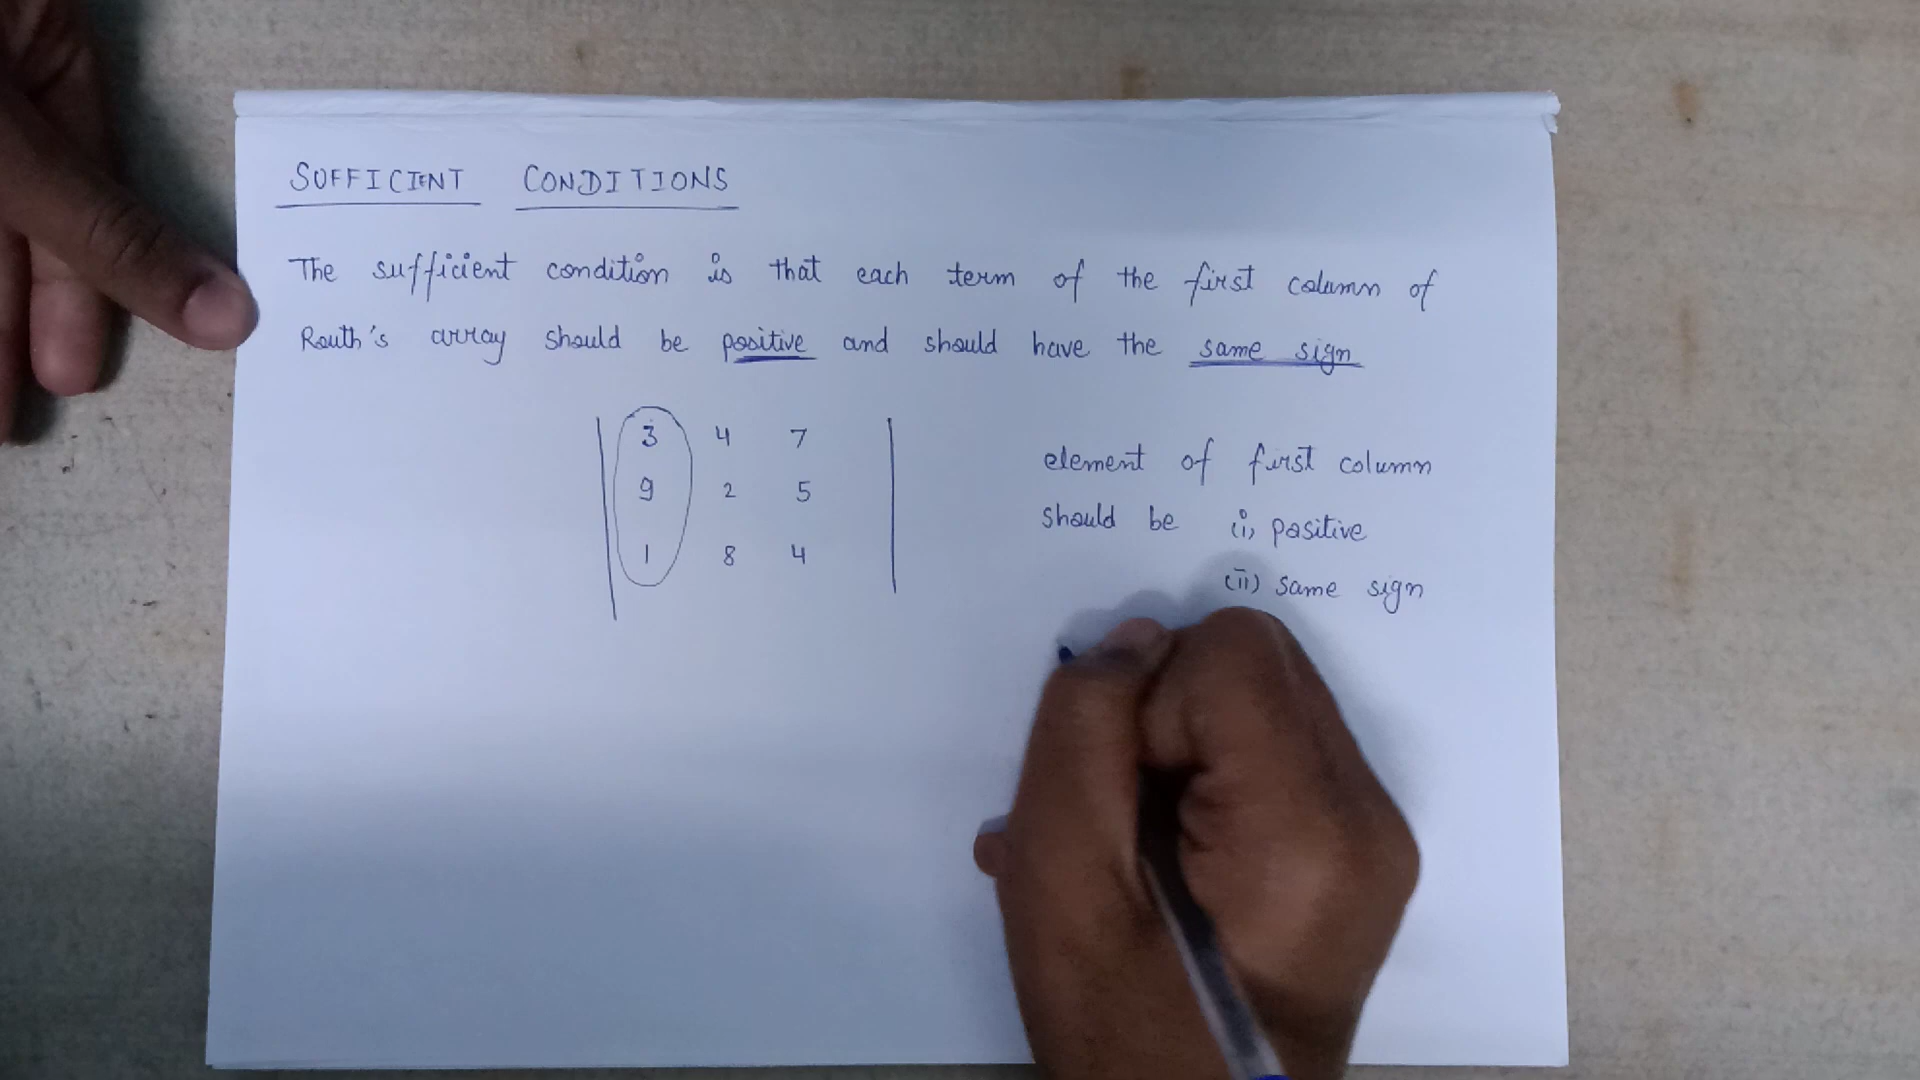 SUFFICIENT CONDITIONS
The sufficient condition is that each term of the first column of
Routh's array should be positive and should have the same sign
3 4 7
9 2 5
1 8 4
element of first column
should be (i) positive
(ii) same sign